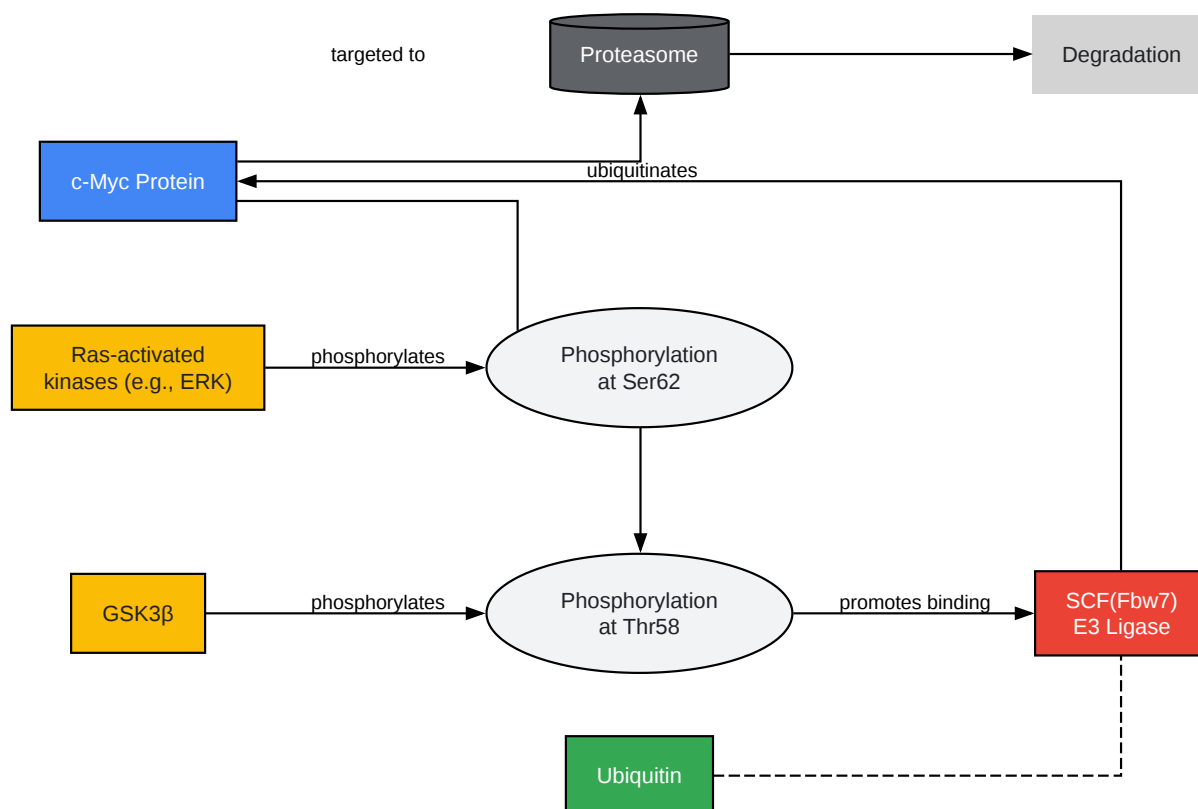 targeted to
Proteasome
Degradation
c-Myc Protein
ubiquitinates
Ras-activated
kinases (e.g., ERK)
phosphorylates
Phosphorylation
at Ser62
GSK3β
phosphorylates
Phosphorylation
at Thr58
promotes binding
SCF(Fbw7)
E3 Ligase
Ubiquitin